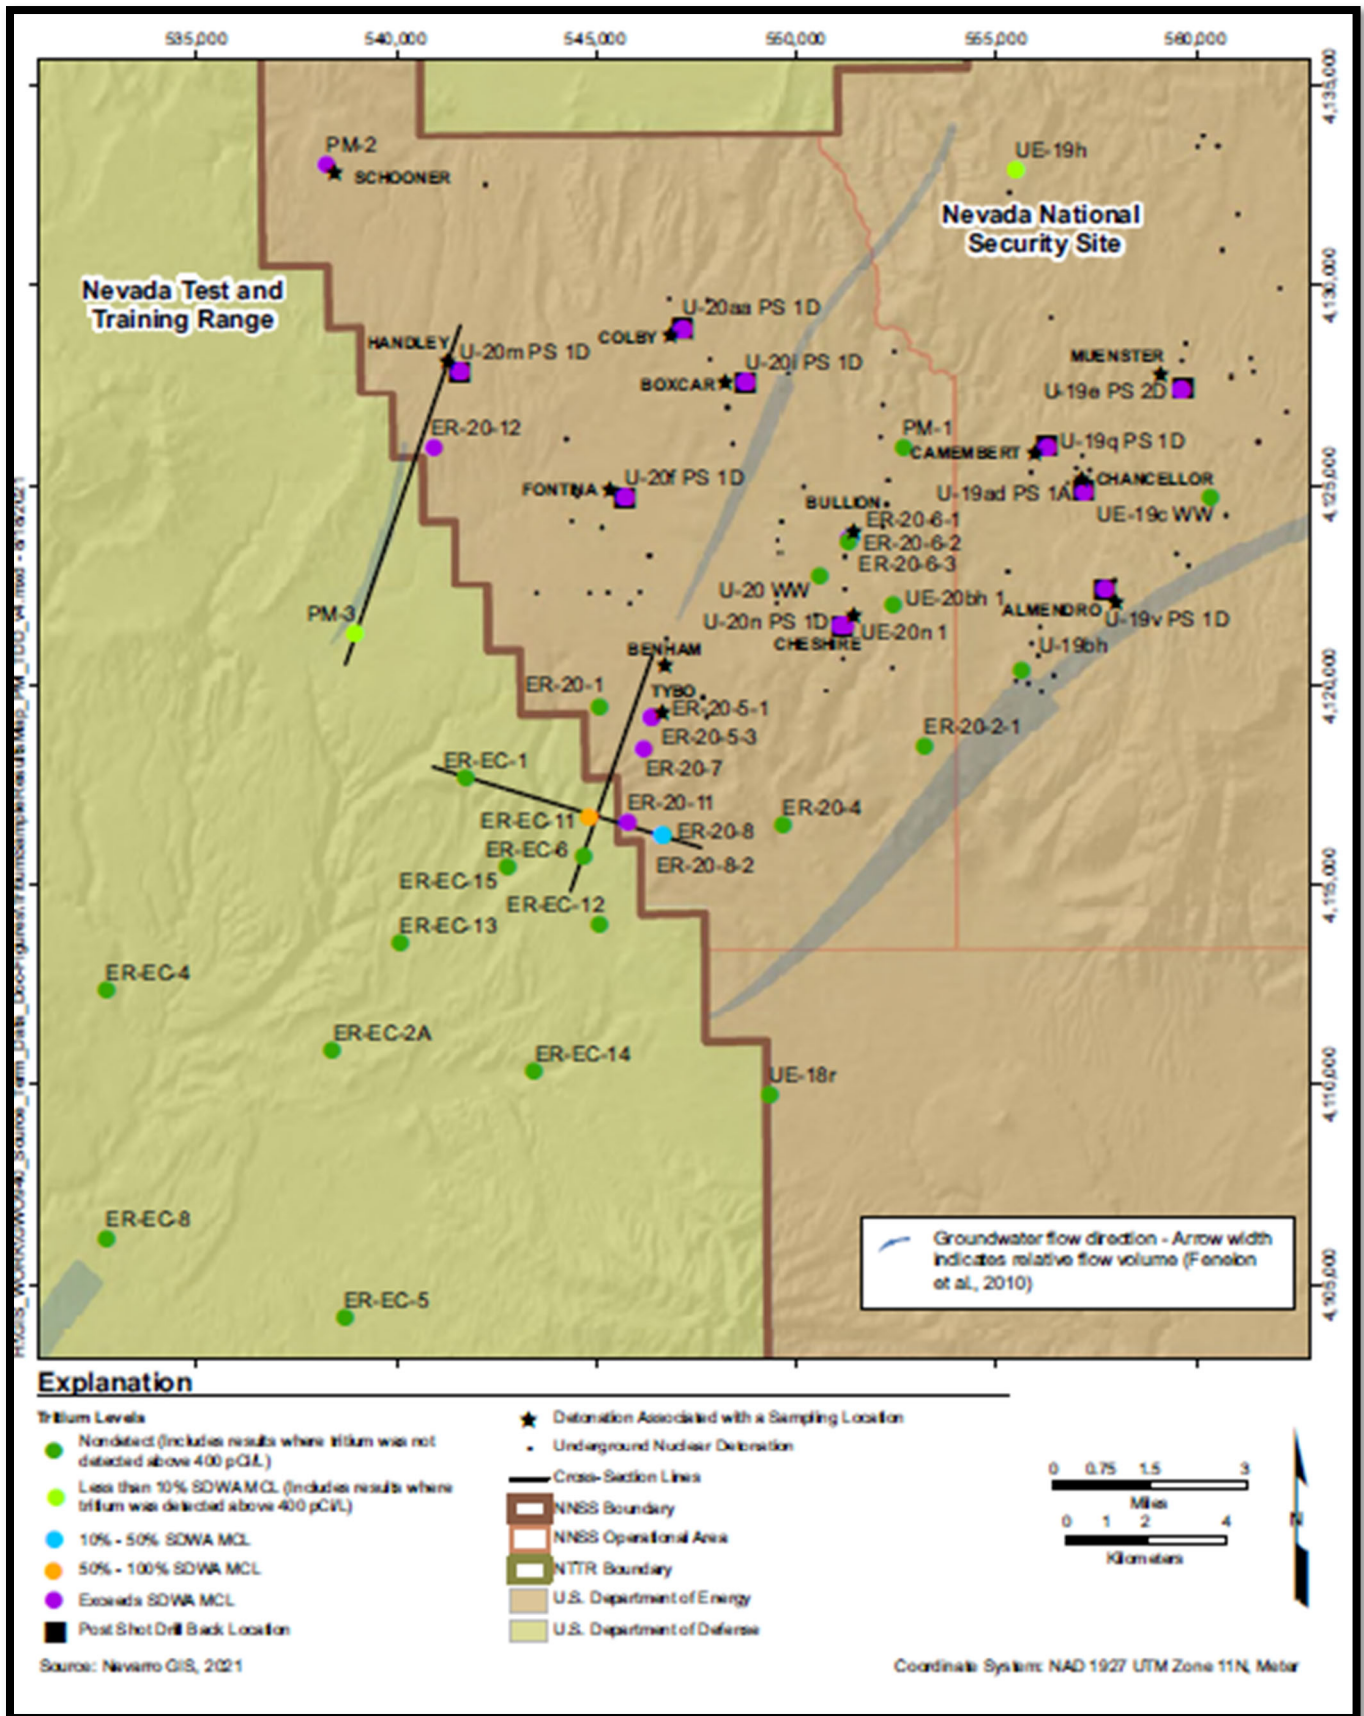 535,000 540,000 545,000 550,000 555,000 560,000
4,135,000
4,130,000
4,125,000
4,120,000
4,115,000
4,110,000
4,105,000
PM-2
SCHOONER
UE-19h
Nevada National
Security Site
Nevada Test and
Training Range
U-20aa PS 1D
COLBY
HANDLEY
U-20m PS 1D
U-20i PS 1D
BOXCAR
MUENSTER
U-19e PS 2D
ER-20-12
PM-1
CAMEMBERT
U-19q PS 1D
U-20f PS 1D
FONTINA
CHANCELLOR
U-19ad PS 1A
UE-19c WW
BULLION
ER-20-6-1
ER-20-6-2
ER-20-6-3
U-20 WW
UE-20bh 1
ALMENDRO
U-19v PS 1D
PM-3
U-20n PS 1D
UE-20n 1
CHESHIRE
BENHAM
U-19bh
ER-20-1
TYBO
ER-20-5-1
ER-20-5-3
ER-20-7
ER-20-2-1
ER-EC-1
ER-20-11
ER-20-4
ER-EC-11
ER-20-8
ER-EC-6
ER-20-8-2
ER-EC-15
ER-EC-12
ER-EC-13
ER-EC-4
ER-EC-2A
ER-EC-14
UE-18r
ER-EC-8
ER-EC-5
Groundwater flow direction - Arrow width
indicates relative flow volume (Fenelon
et al., 2010)
Explanation
Tritium Levels
Nondetect (Includes results where tritium was not
detected above 400 pCi/L)
Less than 10% SDWA MCL (Includes results where
tritium was detected above 400 pCi/L)
10% - 50% SDWA MCL
50% - 100% SDWA MCL
Exceeds SDWA MCL
Post Shot Drill Back Location
Detonation Associated with a Sampling Location
Underground Nuclear Detonation
Cross-Section Lines
NNSS Boundary
NNSS Operational Area
NTTR Boundary
U.S. Department of Energy
U.S. Department of Defense
0 0.75 1.5 3
Miles
0 1 2 4
Kilometers
N
Source: Navarro GIS, 2021
Coordinate System: NAD 1927 UTM Zone 11N, Meter